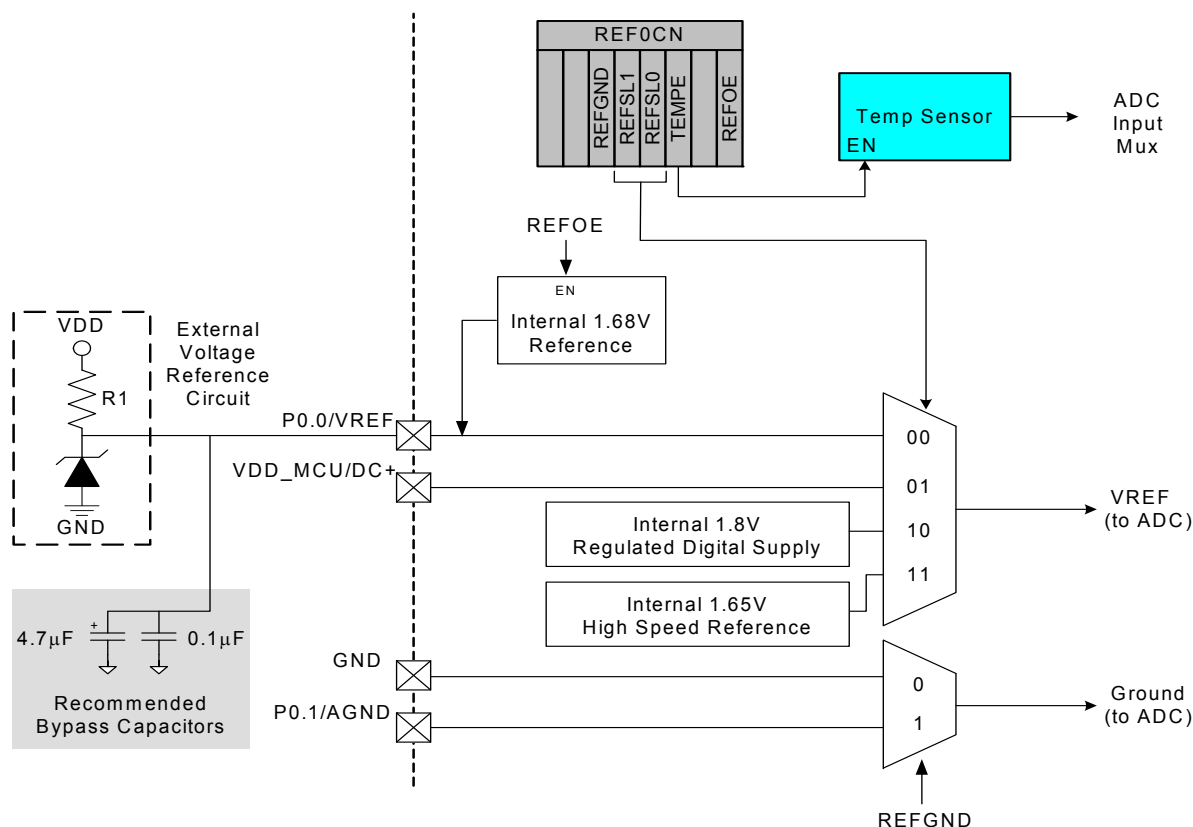 REF0CN
REFGND
REFSL1
REFSL0
TEMPE
REFOE
Temp Sensor
EN
ADC
Input
Mux
REFOE
EN
Internal 1.68V
Reference
VDD
R1
GND
External
Voltage
Reference
Circuit
P0.0/VREF
VDD_MCU/DC+
00
01
10
11
Internal 1.8V
Regulated Digital Supply
Internal 1.65V
High Speed Reference
VREF
(to ADC)
4.7μF
+
0.1μF
Recommended
Bypass Capacitors
GND
P0.1/AGND
0
1
Ground
(to ADC)
REFGND